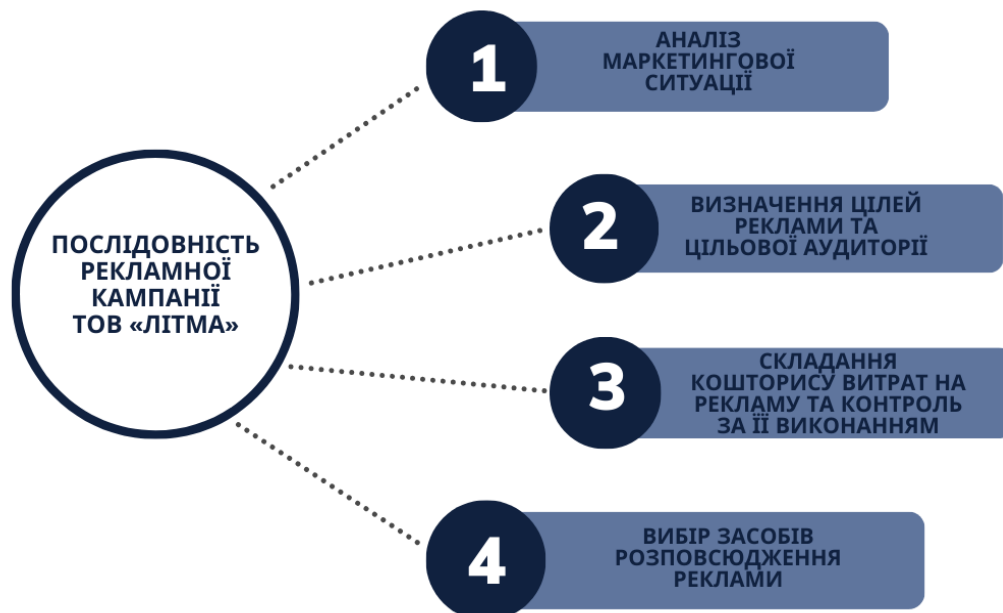 ПОСЛІДОВНІСТЬ
РЕКЛАМНОЇ
КАМПАНІЇ
ТОВ «ЛІТМА»
1
АНАЛІЗ
МАРКЕТИНГОВОЇ
СИТУАЦІЇ
2
ВИЗНАЧЕННЯ ЦІЛЕЙ
РЕКЛАМИ ТА
ЦІЛЬОВОЇ АУДИТОРІЇ
3
СКЛАДАННЯ
КОШТОРИСУ ВИТРАТ НА
РЕКЛАМУ ТА КОНТРОЛЬ
ЗА ЇЇ ВИКОНАННЯМ
4
ВИБІР ЗАСОБІВ
РОЗПОВСЮДЖЕННЯ
РЕКЛАМИ